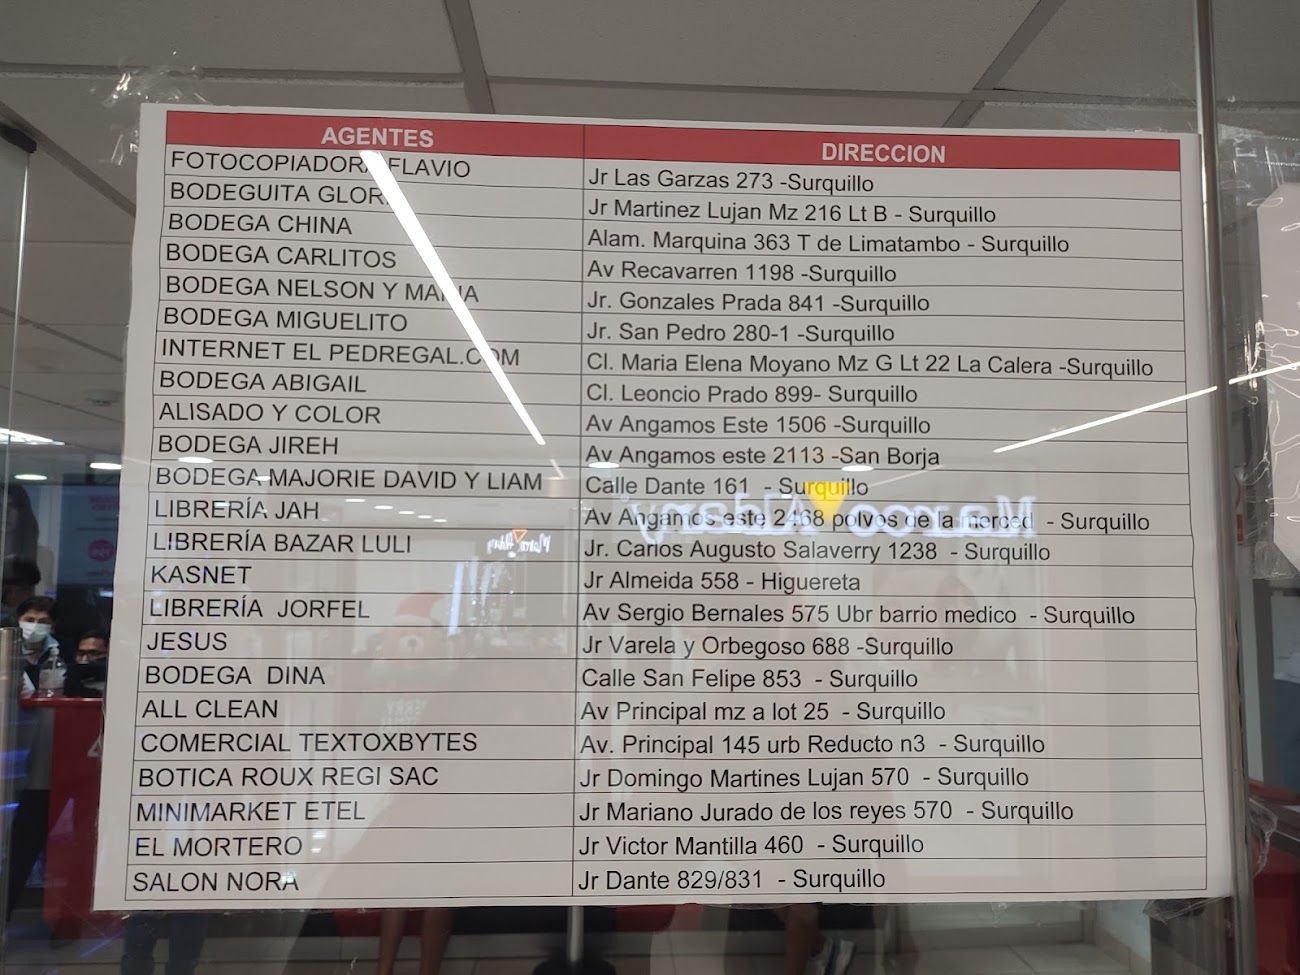 AGENTES DIRECCION
FOTOCOPIADORA FLAVIO Jr Las Garzas 273 -Surquillo
BODEGUITA Jr Martinez Lujan Mz 216 Lt B - Surquillo
BODEGA CHINA Alam. Marquina 363 T de Limatambo - Surquillo
BODEGA CARLITOS Av Recavarren 1198 -Surquillo
BODEGA NELSON Y MARIA Jr. Gonzales Prada 841 -Surquillo
BODEGA MIGUELITO Jr. San Pedro 280-1 -Surquillo
INTERNET EL PEDREGAL.COM Cl. Maria Elena Moyano Mz G Lt 22 La Calera -Surquillo
BODEGA ABIGAIL Cl. Leoncio Prado 899- Surquillo
ALISADO Y COLOR Av Angamos Este 1506 -Surquillo
BODEGA JIREH Av Angamos este 2113 -San Borja
BODEGA MAJORIE DAVID Y LIAM Calle Dante 161 - Surquillo
LIBRERÍA JAH Av Angamos este 2468 polvos de la merced - Surquillo
LIBRERÍA BAZAR LULI Jr. Carlos Augusto Salaverry 1238 - Surquillo
KASNET Jr Almeida 558 - Higuereta
LIBRERÍA JORFEL Av Sergio Bernales 575 Ubr barrio medico - Surquillo
JESUS Jr Varela y Orbegoso 688 -Surquillo
BODEGA DINA Calle San Felipe 853 - Surquillo
ALL CLEAN Av Principal mz a lot 25 - Surquillo
COMERCIAL TEXTOXBYTES Av. Principal 145 urb Reducto n3 - Surquillo
BOTICA ROUX REGI SAC Jr Domingo Martines Lujan 570 - Surquillo
MINIMARKET ETEL Jr Mariano Jurado de los reyes 570 - Surquillo
EL MORTERO Jr Victor Mantilla 460 - Surquillo
SALON NORA Jr Dante 829/831 - Surquillo